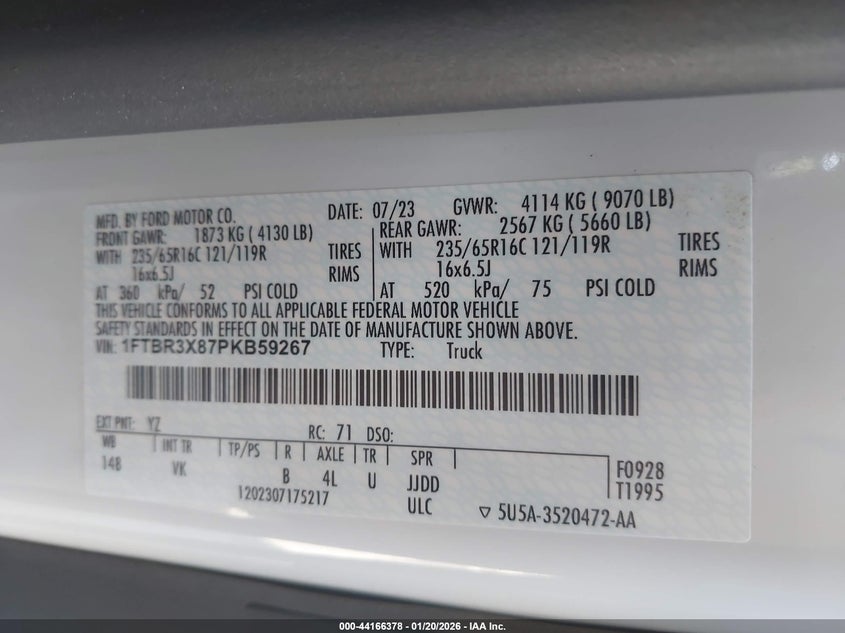 MFD. BY FORD MOTOR CO.
DATE: 07/23 GVWR: 4114 KG ( 9070 LB)
FRONT GAWR: 1873 KG ( 4130 LB)
REAR GAWR: 2567 KG ( 5660 LB)
WITH 235/65R16C 121/119R TIRES
WITH 235/65R16C 121/119R TIRES
16x6.5J RIMS
16x6.5J RIMS
AT 360 kPa/ 52 PSI COLD
AT 520 kPa/ 75 PSI COLD
THIS VEHICLE CONFORMS TO ALL APPLICABLE FEDERAL MOTOR VEHICLE
SAFETY STANDARDS IN EFFECT ON THE DATE OF MANUFACTURE SHOWN ABOVE.
VIN: 1FTBR3X87PKB59267 TYPE: Truck
EXT PNT: YZ RC: 71 DSO:
WB INT TR TP/PS R AXLE TR SPR
148 VK B 4L U JJDD
F0928
T1995
1202307175217 ULC ▽ 5U5A-3520472-AA
000-44166378 - 01/20/2026 - IAA Inc.